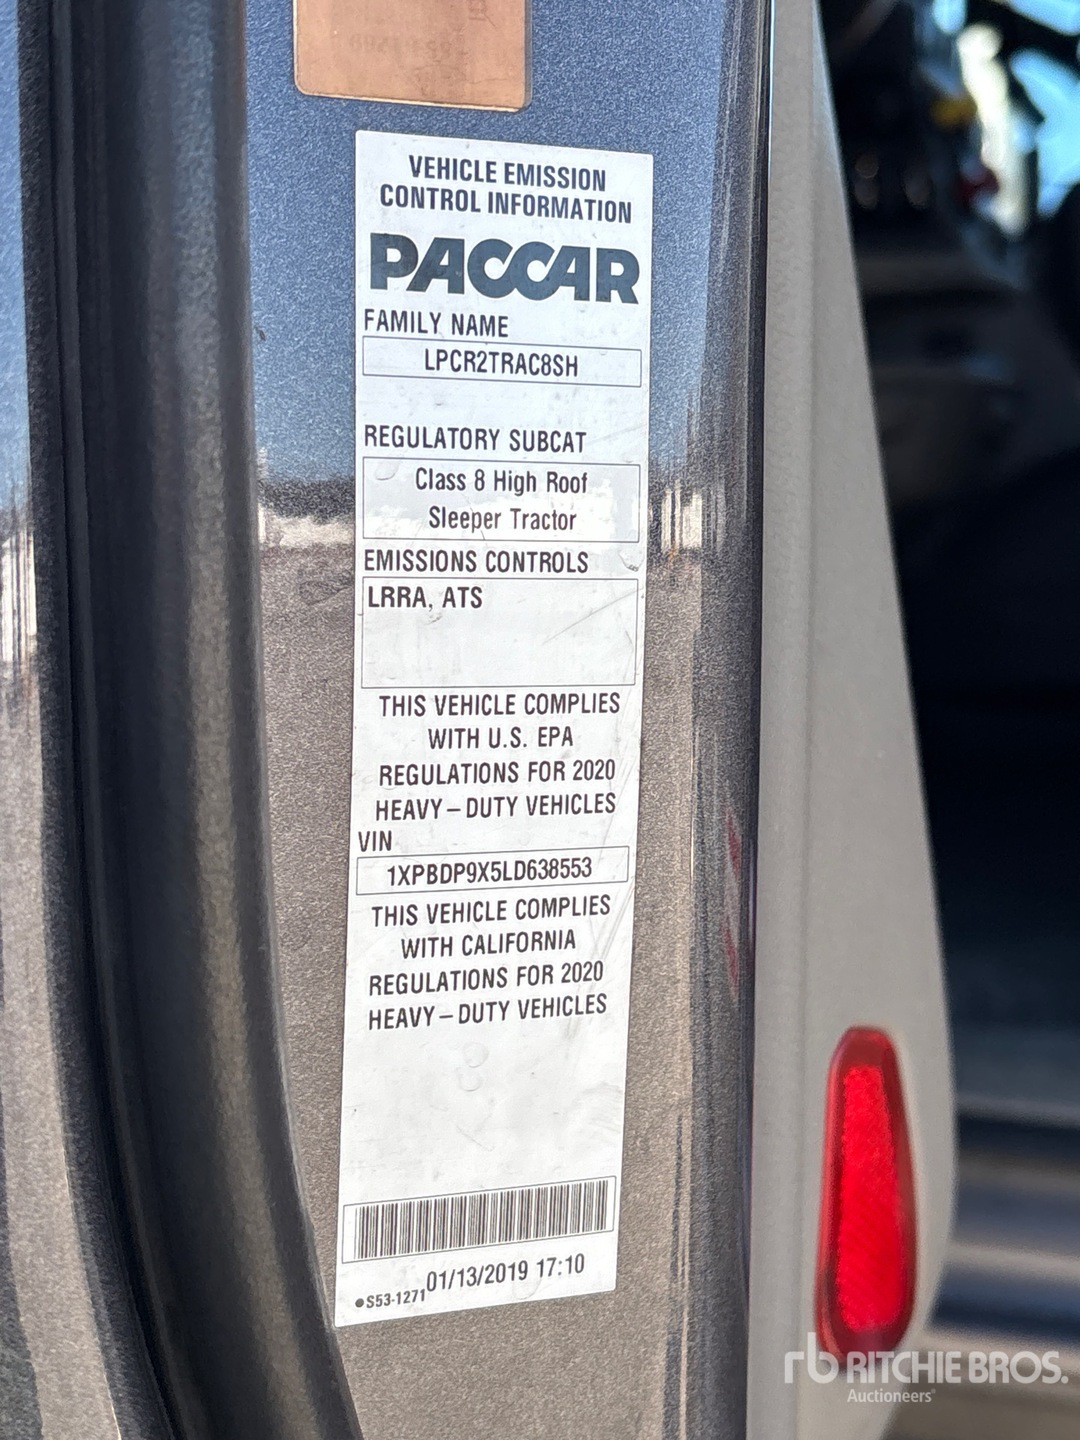 VEHICLE EMISSION
CONTROL INFORMATION
PACCAR
FAMILY NAME
LPCR2TRAC8SH
REGULATORY SUBCAT
Class 8 High Roof
Sleeper Tractor
EMISSIONS CONTROLS
LRRA, ATS
THIS VEHICLE COMPLIES
WITH U.S. EPA
REGULATIONS FOR 2020
HEAVY-DUTY VEHICLES
VIN
1XPBDP9X5LD638553
THIS VEHICLE COMPLIES
WITH CALIFORNIA
REGULATIONS FOR 2020
HEAVY-DUTY VEHICLES
●S53-1271 01/13/2019 17:10
rb RITCHIE BROS.
Auctioneers